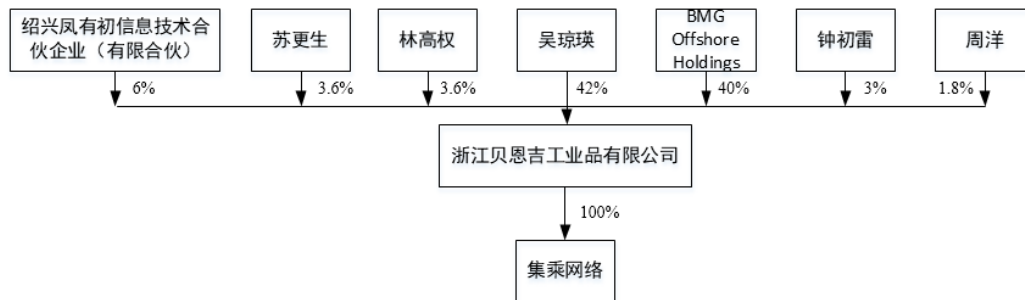 绍兴凤有初信息技术合
伙企业（有限合伙）
苏更生
林高权
吴琼瑛
BMG
Offshore
Holdings
钟初雷
周洋
6%
3.6%
3.6%
42%
40%
3%
1.8%
浙江贝恩吉工业品有限公司
100%
集乘网络